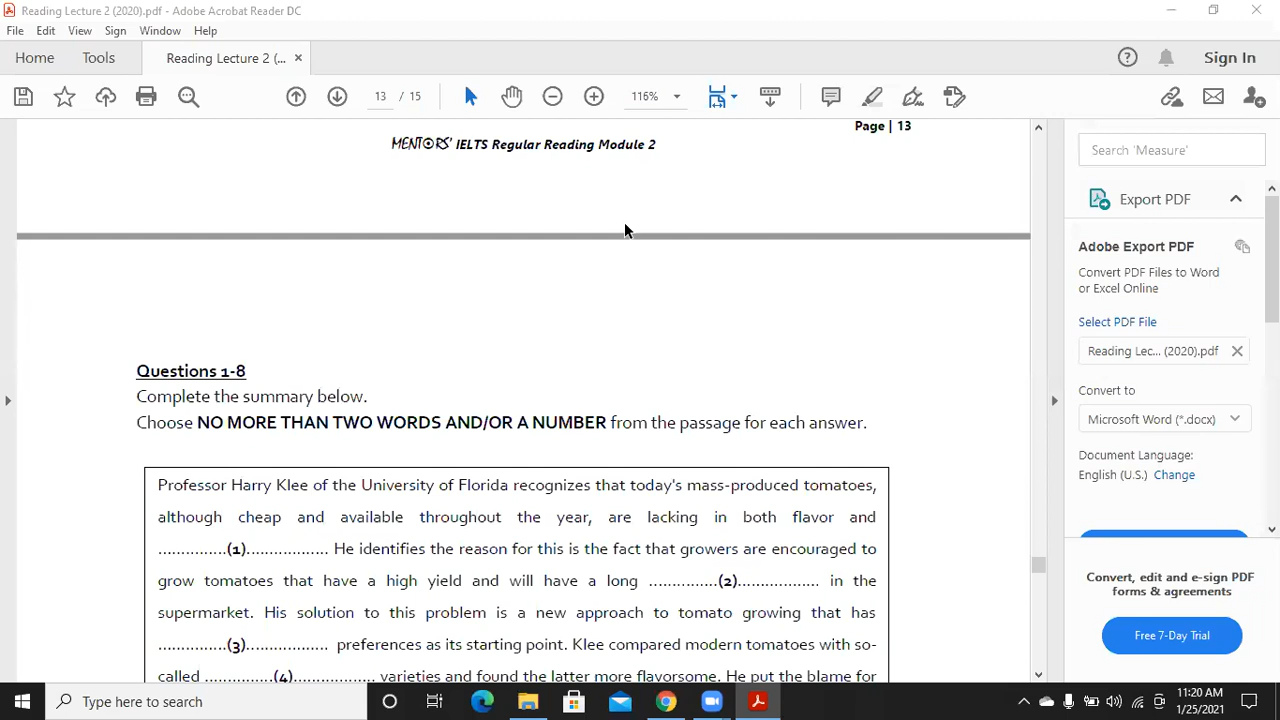 Reading Lecture 2 (2020).pdf - Adobe Acrobat Reader DC
File Edit View Sign Window Help
Home Tools Reading Lecture 2 (... × Sign In
13 / 15 116%
Page | 13
MENTORS' IELTS Regular Reading Module 2
Questions 1-8
Complete the summary below.
Choose NO MORE THAN TWO WORDS AND/OR A NUMBER from the passage for each answer.
Professor Harry Klee of the University of Florida recognizes that today's mass-produced tomatoes,
although cheap and available throughout the year, are lacking in both flavor and
...............(1).................. He identifies the reason for this is the fact that growers are encouraged to
grow tomatoes that have a high yield and will have a long ...............(2).................. in the
supermarket. His solution to this problem is a new approach to tomato growing that has
...............(3).................. preferences as its starting point. Klee compared modern tomatoes with so-
called ...............(4).................. varieties and found the latter more flavorsome. He put the blame for
Search 'Measure'
Export PDF
Adobe Export PDF
Convert PDF Files to Word
or Excel Online
Select PDF File
Reading Lec... (2020).pdf
Convert to
Microsoft Word (*.docx)
Document Language:
English (U.S.) Change
Convert, edit and e-sign PDF
forms & agreements
Free 7-Day Trial
Type here to search
11:20 AM
1/25/2021